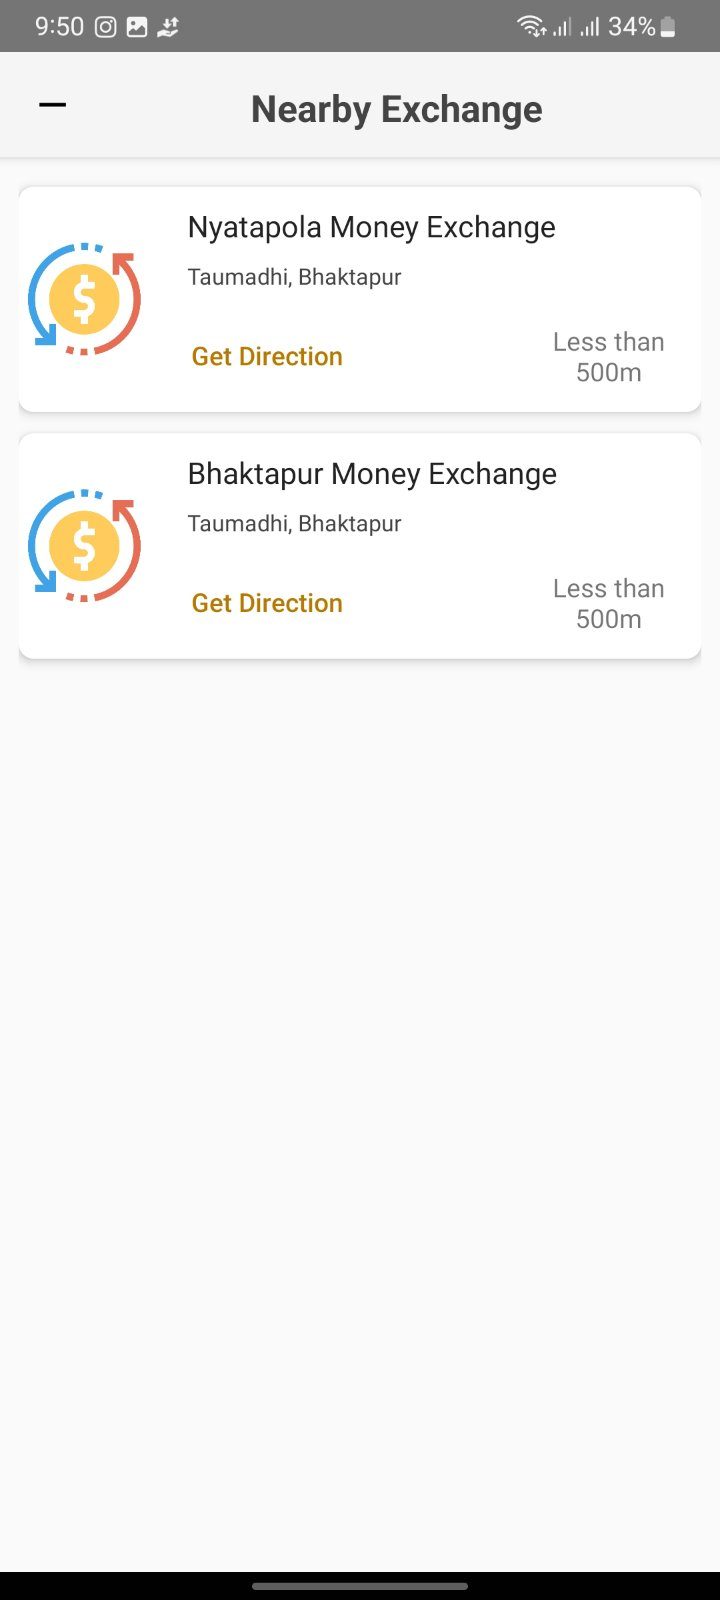 9:50 34%
Nearby Exchange
Nyatapola Money Exchange
Taumadhi, Bhaktapur
Get Direction
Less than
500m
Bhaktapur Money Exchange
Taumadhi, Bhaktapur
Get Direction
Less than
500m